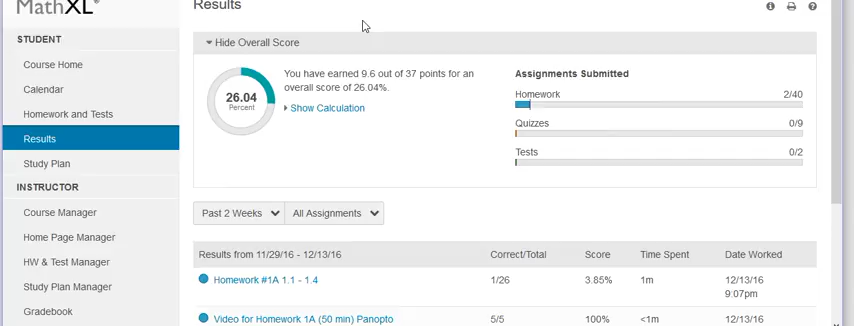 MathXL®
Results
STUDENT
Hide Overall Score
Course Home
Calendar
Homework and Tests
Results
Study Plan
26.04
Percent
You have earned 9.6 out of 37 points for an
overall score of 26.04%.
Show Calculation
Assignments Submitted
Homework 2/40
Quizzes 0/9
Tests 0/2
INSTRUCTOR
Course Manager
Home Page Manager
HW & Test Manager
Study Plan Manager
Gradebook
Past 2 Weeks All Assignments
Results from 11/29/16 - 12/13/16 Correct/Total Score Time Spent Date Worked
Homework #1A 1.1 - 1.4 1/26 3.85% 1m 12/13/16
9:07pm
Video for Homework 1A (50 min) Panopto 5/5 100% <1m 12/13/16